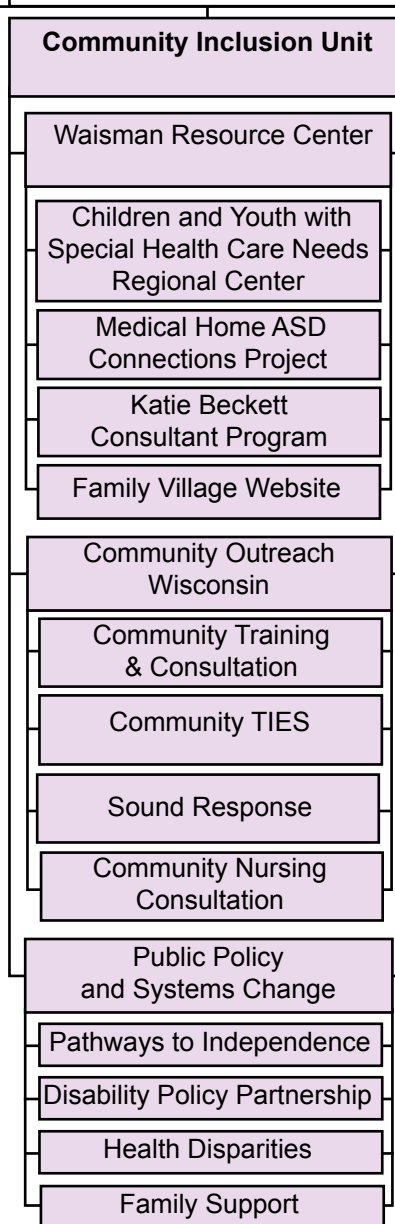 Community Inclusion Unit
Waisman Resource Center
Children and Youth with
Special Health Care Needs
Regional Center
Medical Home ASD
Connections Project
Katie Beckett
Consultant Program
Family Village Website
Community Outreach
Wisconsin
Community Training
& Consultation
Community TIES
Sound Response
Community Nursing
Consultation
Public Policy
and Systems Change
Pathways to Independence
Disability Policy Partnership
Health Disparities
Family Support